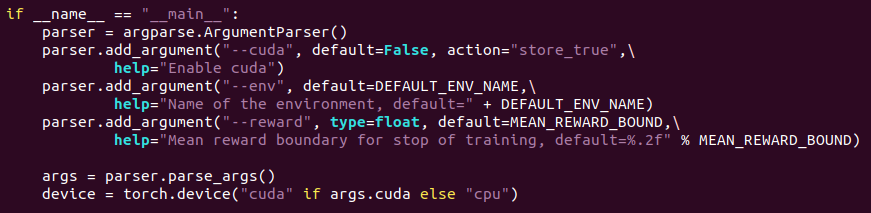 if __name__ == "__main__":
    parser = argparse.ArgumentParser()
    parser.add_argument("--cuda", default=False, action="store_true",\
            help="Enable cuda")
    parser.add_argument("--env", default=DEFAULT_ENV_NAME,\
            help="Name of the environment, default=" + DEFAULT_ENV_NAME)
    parser.add_argument("--reward", type=float, default=MEAN_REWARD_BOUND,\
            help="Mean reward boundary for stop of training, default=%.2f" % MEAN_REWARD_BOUND)

    args = parser.parse_args()
    device = torch.device("cuda" if args.cuda else "cpu")